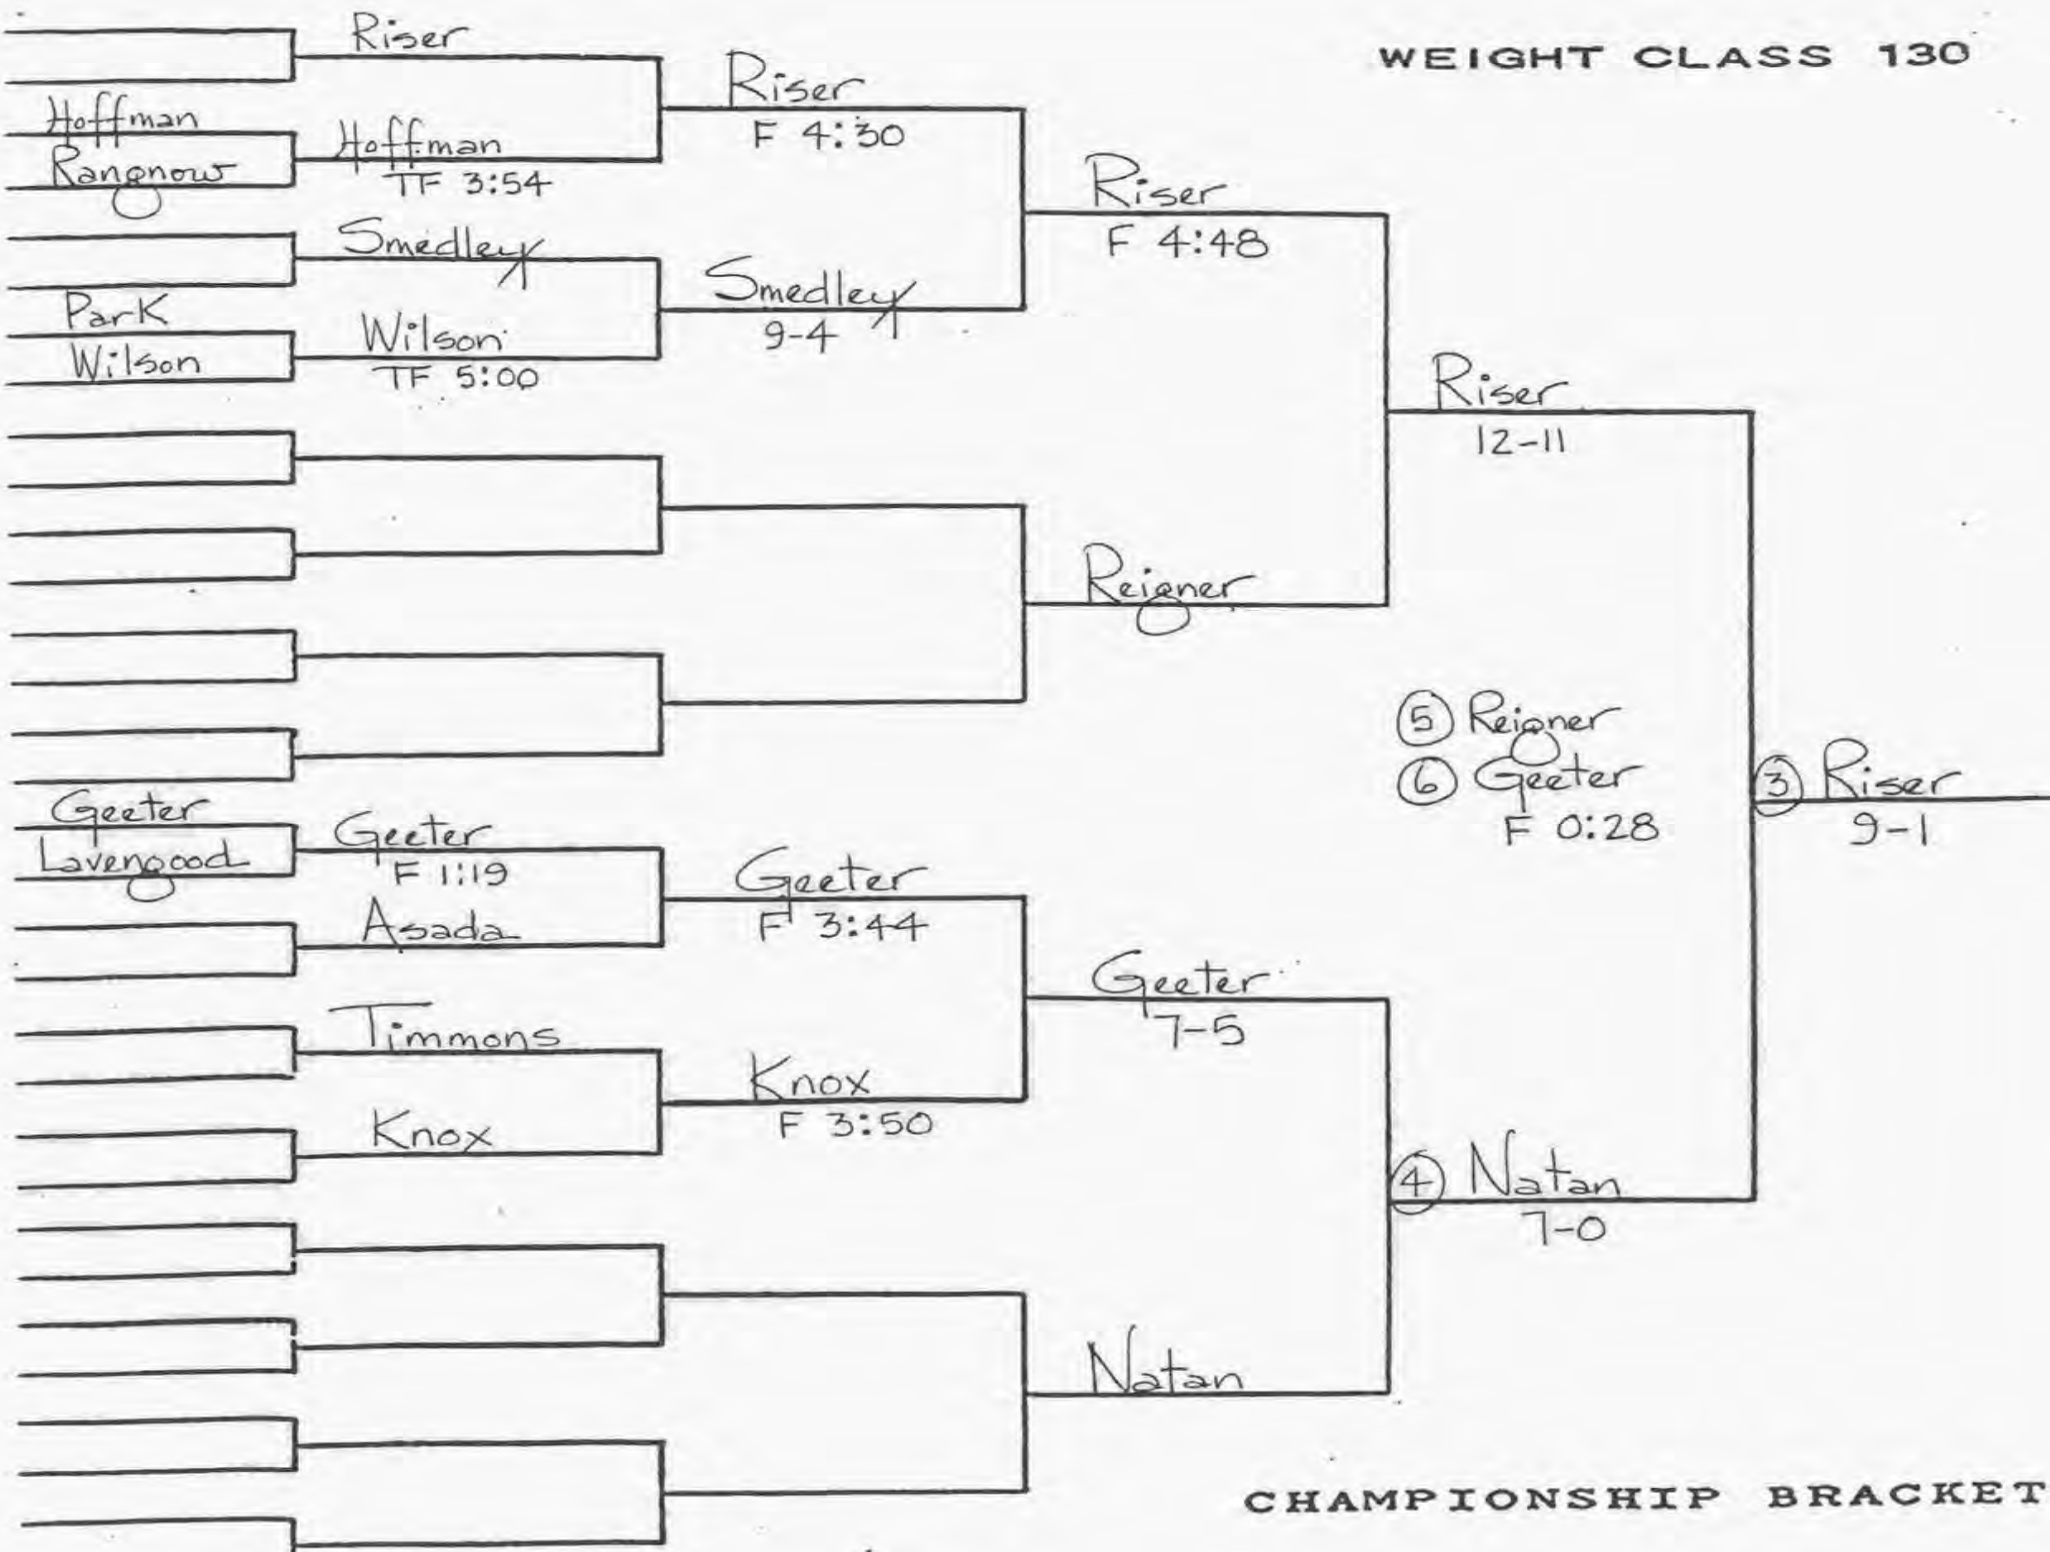 WEIGHT CLASS 130
Riser
Hoffman
Rangnow
Hoffman
TF 3:54
Riser
F 4:30
Smedley
Park
Wilson
Wilson
TF 5:00
Smedley
9-4
Riser
F 4:48
Reigner
Riser
12-11
Geeter
Lavengood
Geeter
F 1:19
Asada
Geeter
F 3:44
Timmons
Knox
Knox
F 3:50
Geeter
7-5
Natan
④ Natan
7-0
⑤ Reigner
⑥ Geeter
F 0:28
③ Riser
9-1
CHAMPIONSHIP BRACKET